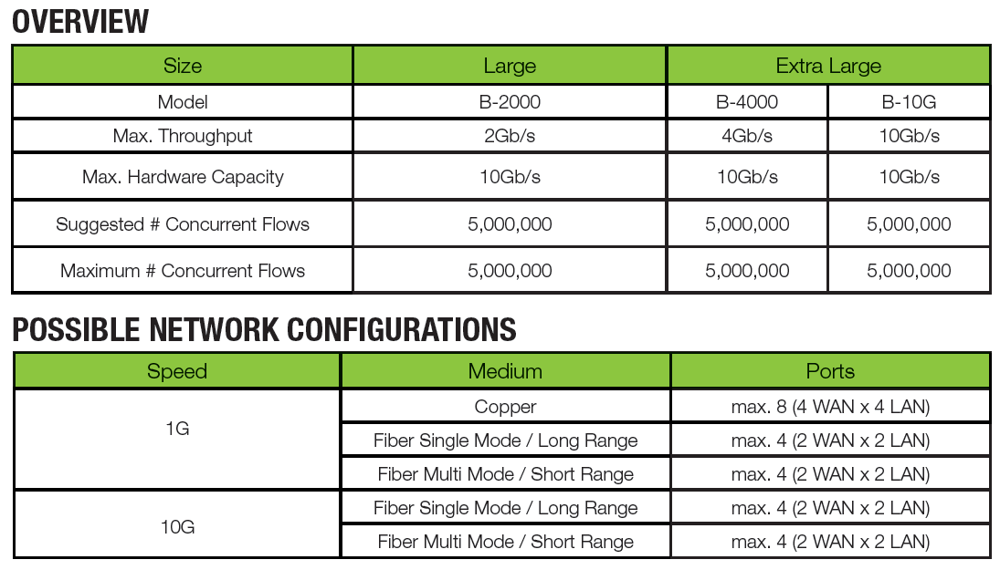 OVERVIEW
Size Large Extra Large
Model B-2000 B-4000 B-10G
Max. Throughput 2Gb/s 4Gb/s 10Gb/s
Max. Hardware Capacity 10Gb/s 10Gb/s 10Gb/s
Suggested # Concurrent Flows 5,000,000 5,000,000 5,000,000
Maximum # Concurrent Flows 5,000,000 5,000,000 5,000,000
POSSIBLE NETWORK CONFIGURATIONS
Speed Medium Ports
1G
Copper max. 8 (4 WAN x 4 LAN)
Fiber Single Mode / Long Range max. 4 (2 WAN x 2 LAN)
Fiber Multi Mode / Short Range max. 4 (2 WAN x 2 LAN)
10G
Fiber Single Mode / Long Range max. 4 (2 WAN x 2 LAN)
Fiber Multi Mode / Short Range max. 4 (2 WAN x 2 LAN)